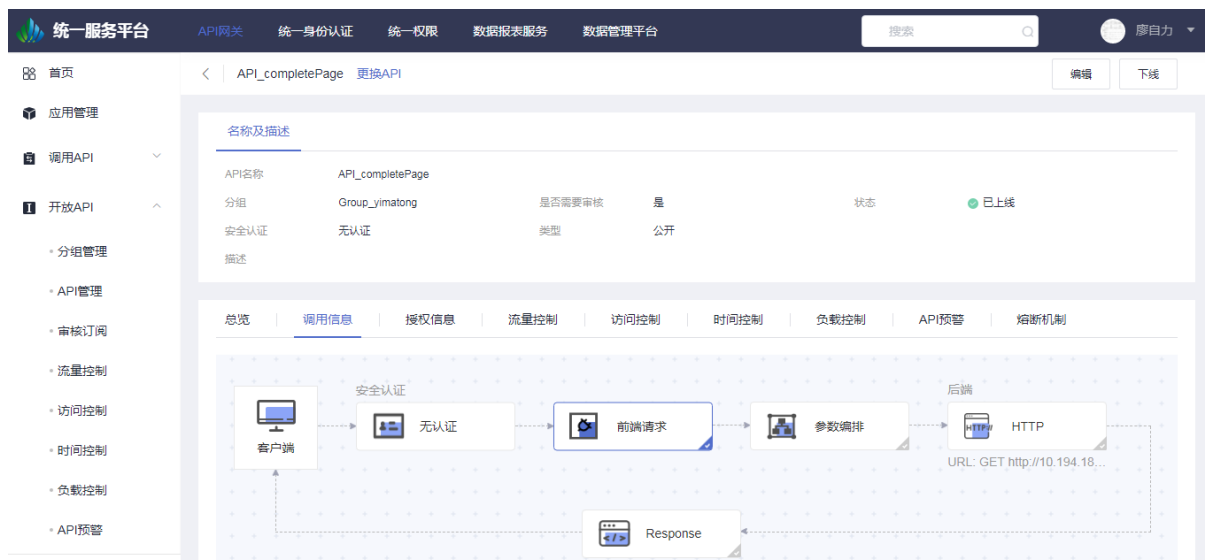 统一服务平台 API网关 统一身份认证 统一权限 数据报表服务 数据管理平台 搜索 廖自力
首页
API_completePage 更换API 编辑 下线
应用管理
调用API
开放API
分组管理
API管理
审核订阅
流量控制
访问控制
时间控制
负载控制
API预警
名称及描述
API名称 API_completePage
分组 Group_yimatong 是否需要审核 是 状态 已上线
安全认证 无认证 类型 公开
描述
总览 调用信息 授权信息 流量控制 访问控制 时间控制 负载控制 API预警 熔断机制
安全认证 后端
客户端 无认证 前端请求 参数编排 HTTP HTTP
URL: GET http://10.194.18...
Response